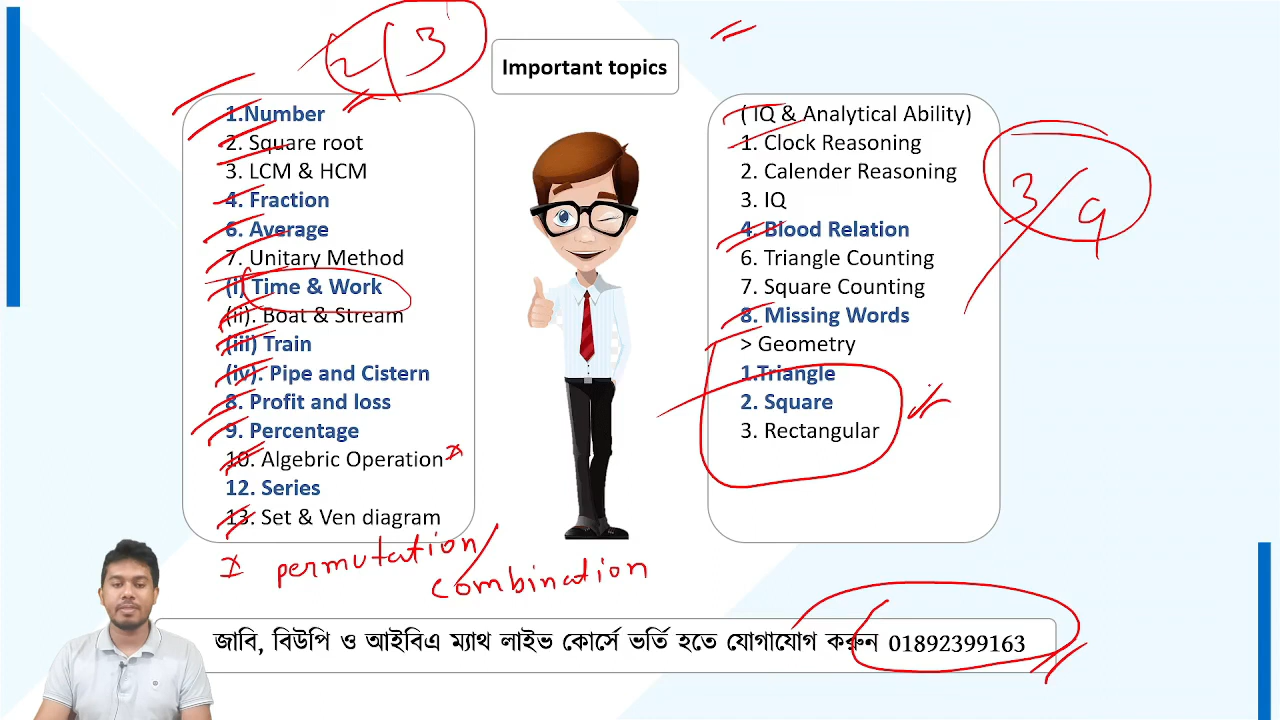 2/3
Important topics
1.Number
2. Square root
3. LCM & HCM
4. Fraction
6. Average
7. Unitary Method
(i) Time & Work
(ii). Boat & Stream
(iii) Train
(iv). Pipe and Cistern
8. Profit and loss
9. Percentage
10. Algebric Operation
12. Series
13. Set & Ven diagram
permutation/
combination
( IQ & Analytical Ability)
1. Clock Reasoning
2. Calender Reasoning
3. IQ
4. Blood Relation
6. Triangle Counting
7. Square Counting
8. Missing Words
> Geometry
1.Triangle
2. Square
3. Rectangular
জাবি, বিউপি ও আইবিএ ম্যাথ লাইভ কোর্সে ভর্তি হতে যোগাযোগ করুন 01892399163